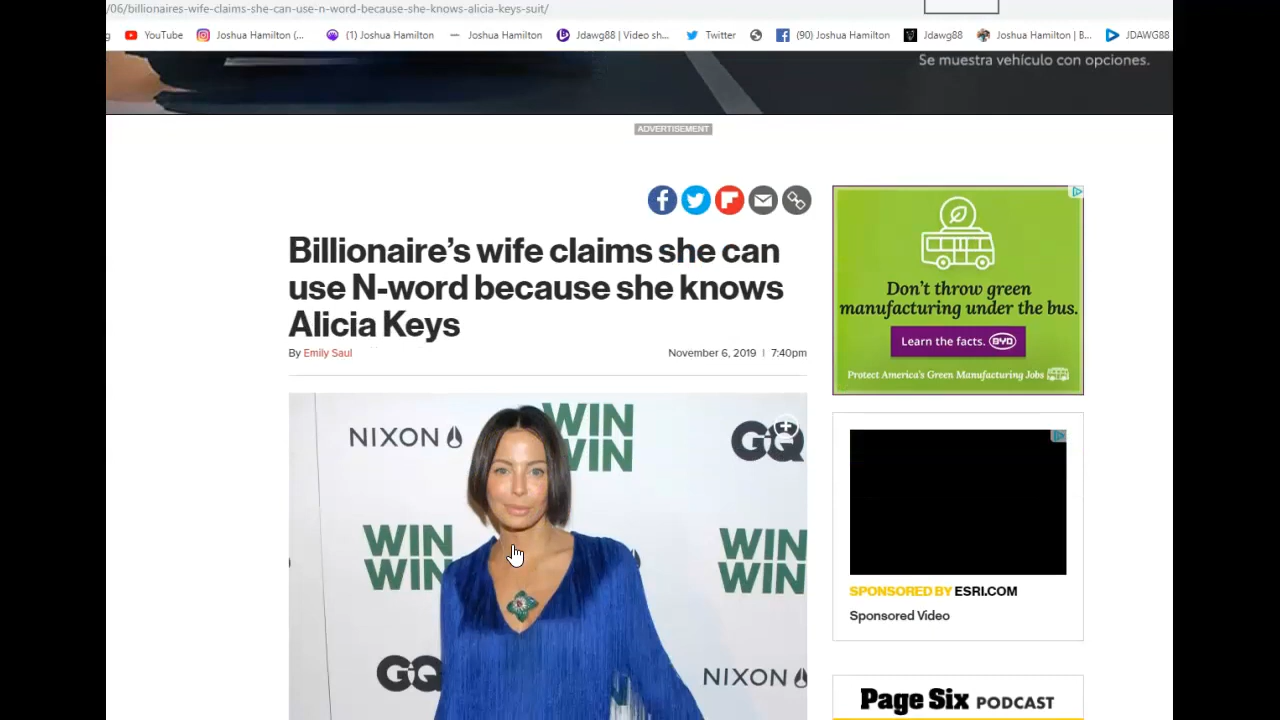 /06/billionaires-wife-claims-she-can-use-n-word-because-she-knows-alicia-keys-suit/
g YouTube Joshua Hamilton (... (1) Joshua Hamilton Joshua Hamilton Jdawg88 | Video sh... Twitter (90) Joshua Hamilton Jdawg88 Joshua Hamilton | B... JDAWG88
Se muestra vehículo con opciones.
ADVERTISEMENT
Billionaire's wife claims she can
use N-word because she knows
Alicia Keys
By Emily Saul
November 6, 2019 | 7:40pm
NIXON
WIN
WIN
GQ
WIN
WIN
WIN
WIN
GQ
NIXON
Don't throw green
manufacturing under the bus.
Learn the facts. BYD
Protect America's Green Manufacturing Jobs
SPONSORED BY ESRI.COM
Sponsored Video
Page Six PODCAST